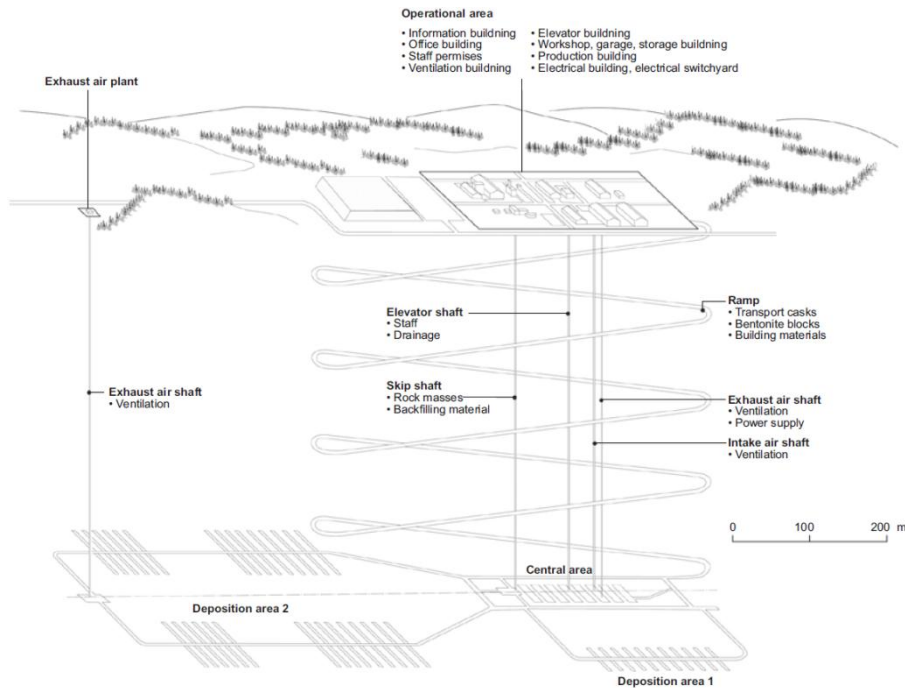 Operational area
• Information buildning
• Office building
• Staff permises
• Ventilation buildning
• Elevator buildning
• Workshop, garage, storage buildning
• Production building
• Electrical building, electrical switchyard
Exhaust air plant
Elevator shaft
• Staff
• Drainage
Ramp
• Transport casks
• Bentonite blocks
• Building materials
Exhaust air shaft
• Ventilation
Skip shaft
• Rock masses
• Backfilling material
Exhaust air shaft
• Ventilation
• Power supply
Intake air shaft
• Ventilation
0 100 200 m
Central area
Deposition area 2
Deposition area 1